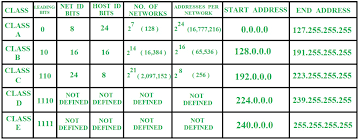 CLASS LEADING BITS NET ID BITS HOST ID BITS NO. OF NETWORKS ADDRESSES PER NETWORK START ADDRESS END ADDRESS
CLASS A 0 8 24 2^7 (128) 2^24 (16,777,216) 0.0.0.0 127.255.255.255
CLASS B 10 16 16 2^14 (16,384) 2^16 (65,536) 128.0.0.0 191.255.255.255
CLASS C 110 24 8 2^21 (2,097,152) 2^8 (256) 192.0.0.0 223.255.255.255
CLASS D 1110 NOT DEFINED NOT DEFINED NOT DEFINED NOT DEFINED 224.0.0.0 239.255.255.255
CLASS E 1111 NOT DEFINED NOT DEFINED NOT DEFINED NOT DEFINED 240.0.0.0 255.255.255.255